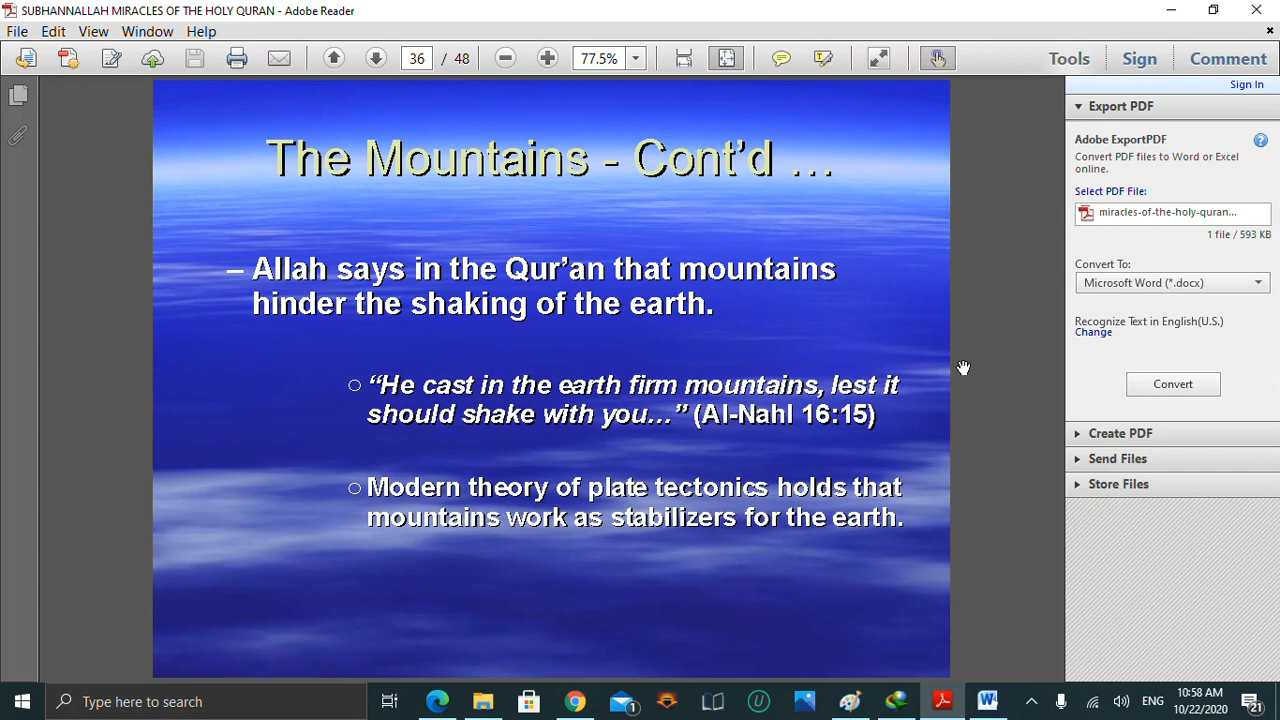 SUBHANNALLAH MIRACLES OF THE HOLY QURAN - Adobe Reader
File Edit View Window Help
36 / 48 77.5% Tools Sign Comment
Sign In
Export PDF
Adobe ExportPDF
Convert PDF files to Word or Excel
online.
Select PDF File:
miracles-of-the-holy-quran...
1 file / 593 KB
Convert To:
Microsoft Word (*.docx)
Recognize Text in English(U.S.)
Change
Convert
Create PDF
Send Files
Store Files
The Mountains - Cont’d ...
– Allah says in the Qur’an that mountains
hinder the shaking of the earth.
“He cast in the earth firm mountains, lest it
should shake with you...” (Al-Nahl 16:15)
Modern theory of plate tectonics holds that
mountains work as stabilizers for the earth.
Type here to search
1
U
W
ENG
10:58 AM
10/22/2020
21